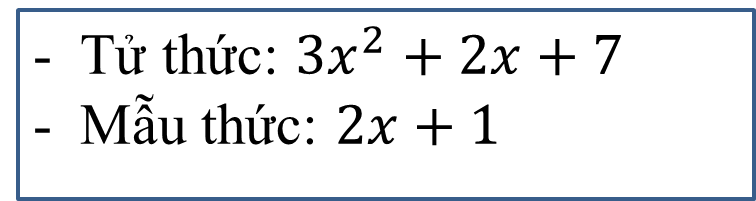 - Tử thức: 3x² + 2x + 7
- Mẫu thức: 2x + 1